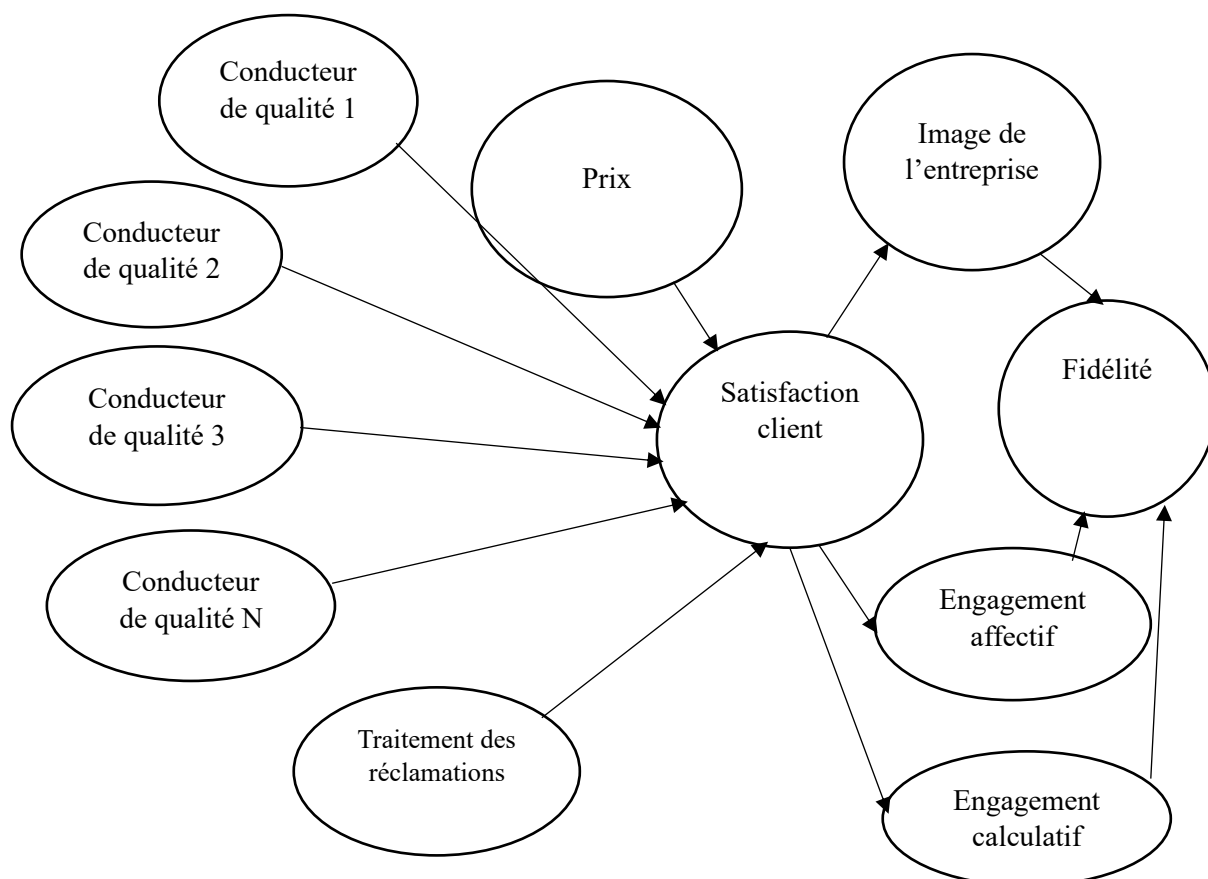 Conducteur
de qualité 1
Prix
Image de
l’entreprise
Conducteur
de qualité 2
Conducteur
de qualité 3
Satisfaction
client
Fidélité
Conducteur
de qualité N
Engagement
affectif
Traitement des
réclamations
Engagement
calculatif